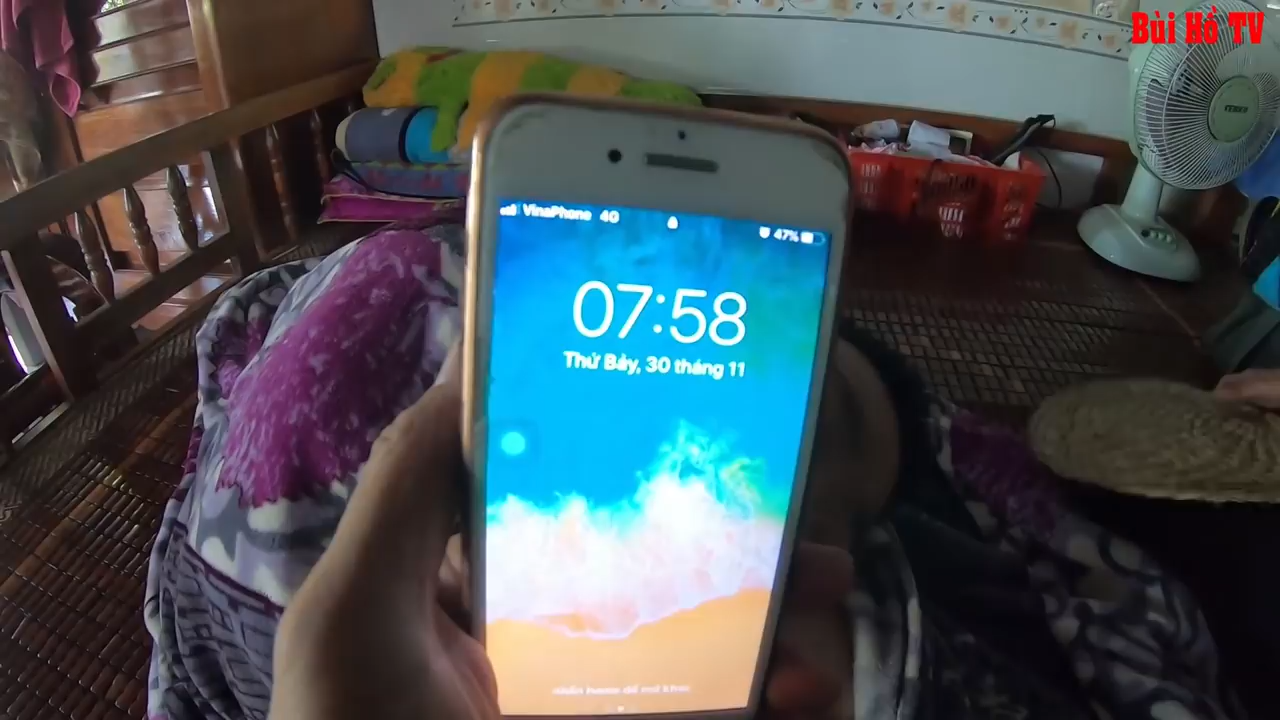 Bùi Hồ TV
VinaPhone 4G 47%
07:58
Thứ Bảy, 30 tháng 11